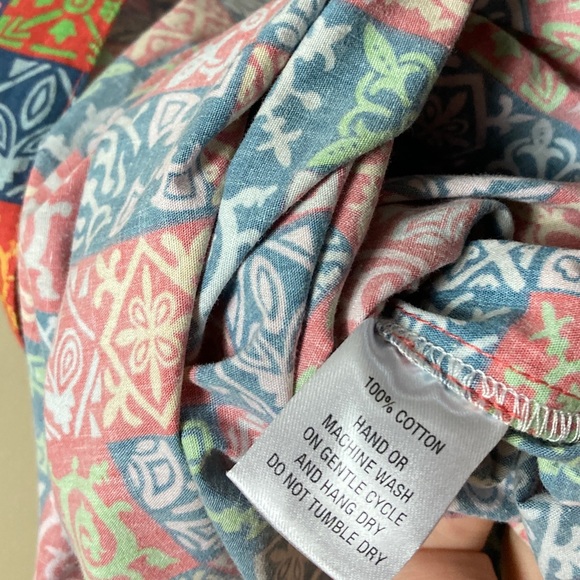 100% COTTON
HAND OR
MACHINE WASH
ON GENTLE CYCLE
AND HANG DRY
DO NOT TUMBLE DRY